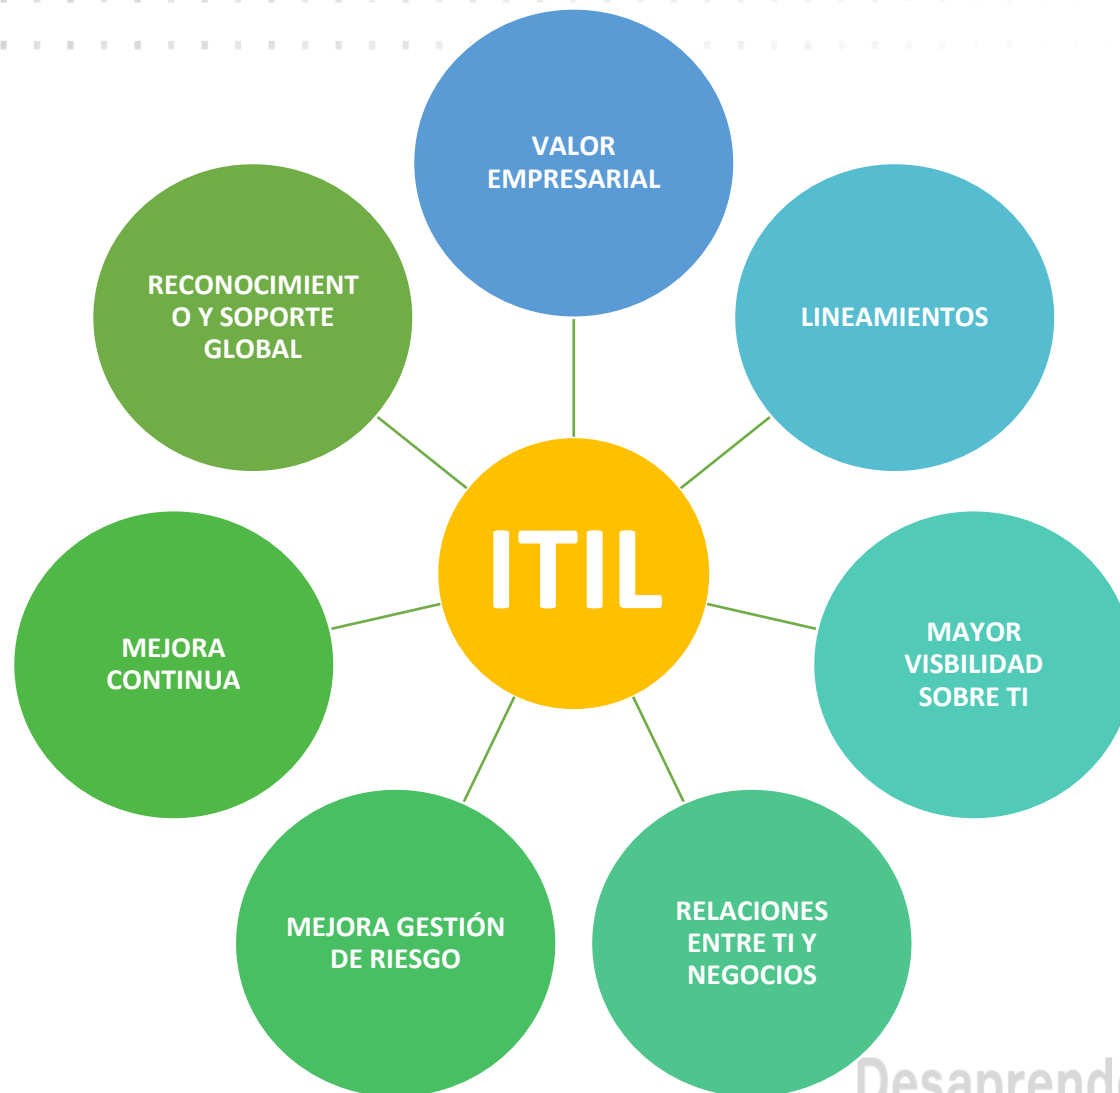 VALOR
EMPRESARIAL
LINEAMIENTOS
MAYOR
VISBILIDAD
SOBRE TI
RELACIONES
ENTRE TI Y
NEGOCIOS
MEJORA GESTIÓN
DE RIESGO
MEJORA
CONTINUA
RECONOCIMIENT
O Y SOPORTE
GLOBAL
ITIL